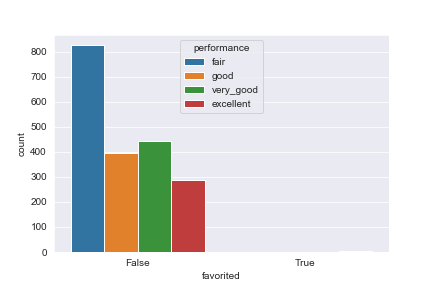 performance
fair
good
very_good
excellent
800
700
600
500
400
300
200
100
0
count
False
True
favorited